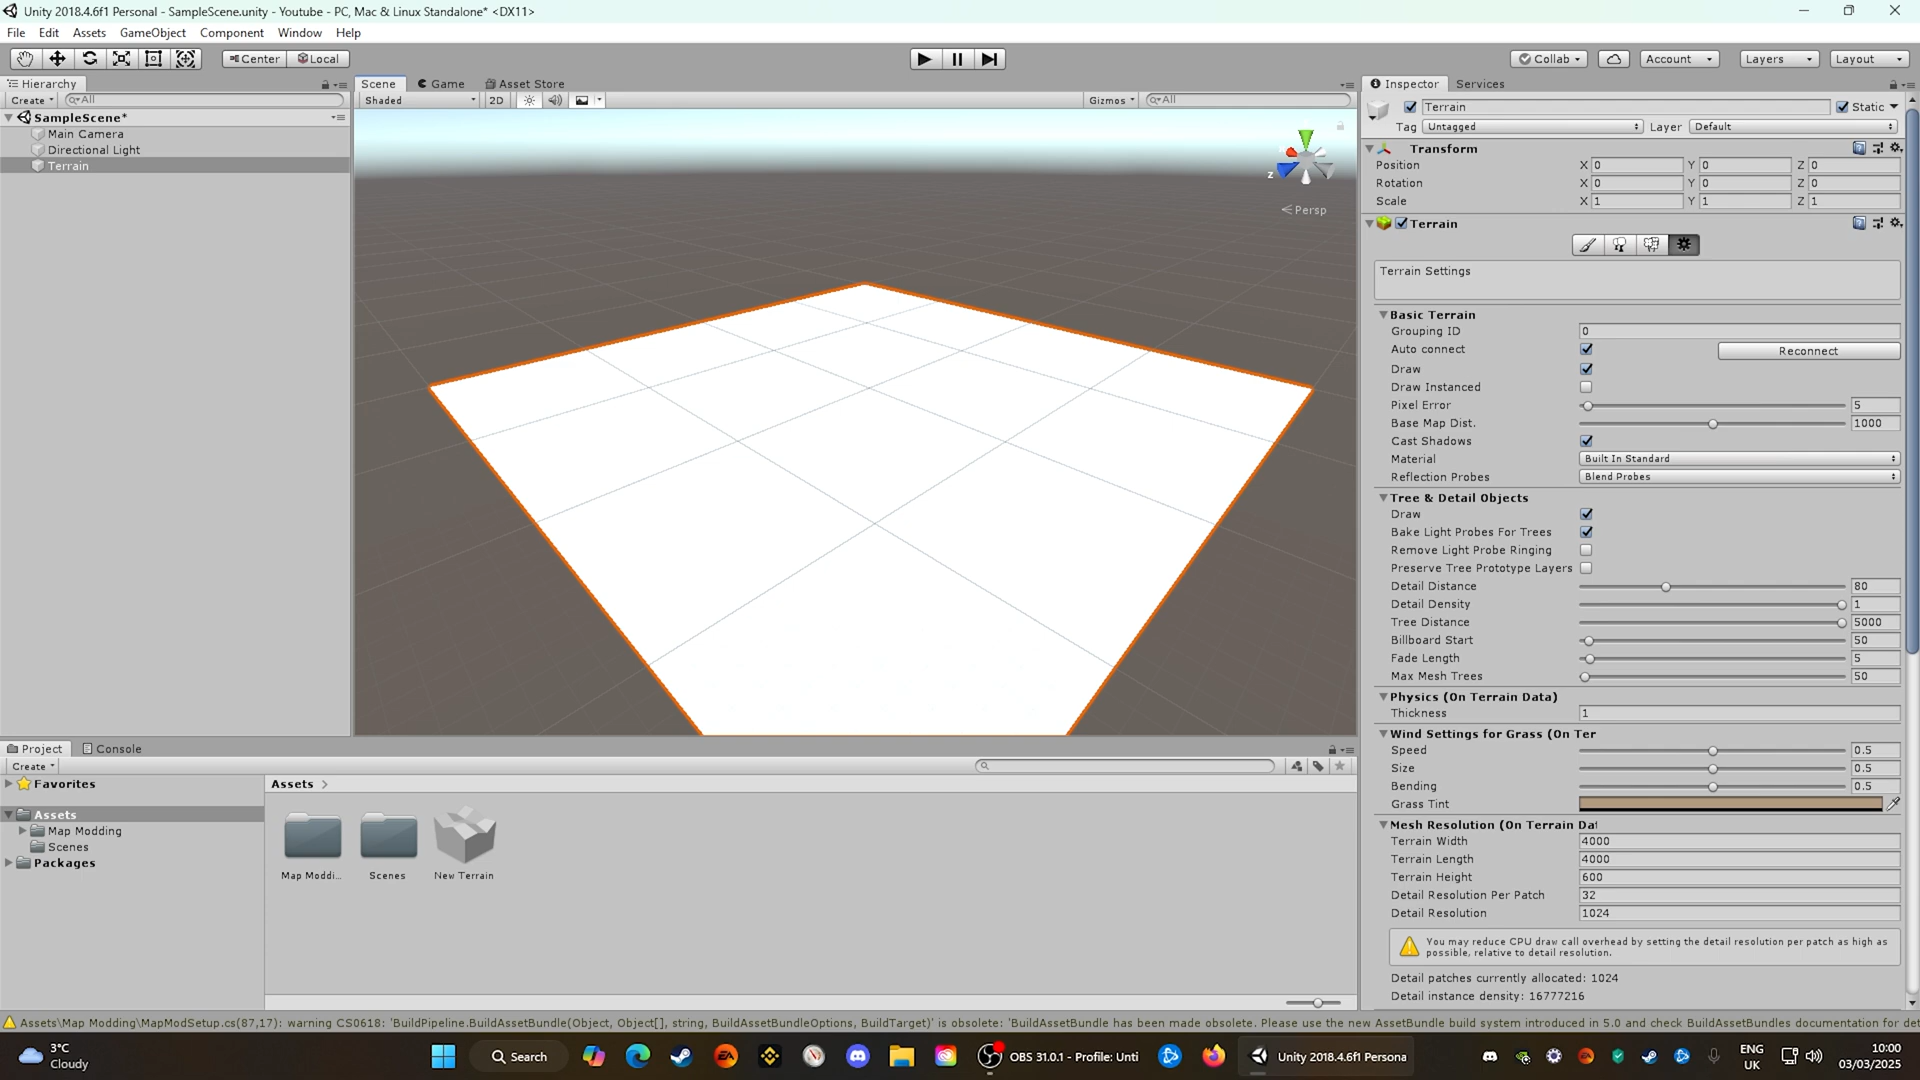 Unity 2018.4.6f1 Personal - SampleScene.unity - Youtube - PC, Mac & Linux Standalone* <DX11>
File Edit Assets GameObject Component Window Help
Center Local Collab Account Layers Layout
Hierarchy
Create All
SampleScene*
Main Camera
Directional Light
Terrain
Scene Game Asset Store
Shaded 2D Gizmos All
z
Persp
Inspector Services
Terrain Static
Tag Untagged Layer Default
Transform
Position X 0 Y 0 Z 0
Rotation X 0 Y 0 Z 0
Scale X 1 Y 1 Z 1
Terrain
Terrain Settings
Basic Terrain
Grouping ID 0
Auto connect Reconnect
Draw
Draw Instanced
Pixel Error 5
Base Map Dist. 1000
Cast Shadows
Material Built In Standard
Reflection Probes Blend Probes
Tree & Detail Objects
Draw
Bake Light Probes For Trees
Remove Light Probe Ringing
Preserve Tree Prototype Layers
Detail Distance 80
Detail Density 1
Tree Distance 5000
Billboard Start 50
Fade Length 5
Max Mesh Trees 50
Physics (On Terrain Data)
Thickness 1
Wind Settings for Grass (On Ter
Speed 0.5
Size 0.5
Bending 0.5
Grass Tint
Mesh Resolution (On Terrain Dat
Terrain Width 4000
Terrain Length 4000
Terrain Height 600
Detail Resolution Per Patch 32
Detail Resolution 1024
You may reduce CPU draw call overhead by setting the detail resolution per patch as high as
possible, relative to detail resolution.
Detail patches currently allocated: 1024
Detail instance density: 16777216
Project Console
Create
Favorites
Assets
Map Modding
Scenes
Packages
Assets
Map Moddi... Scenes New Terrain
Assets\Map Modding\MapModSetup.cs(87,17): warning CS0618: 'BuildPipeline.BuildAssetBundle(Object, Object[], string, BuildAssetBundleOptions, BuildTarget)' is obsolete: 'BuildAssetBundle has been made obsolete. Please use the new AssetBundle build system introduced in 5.0 and check BuildAssetBundles documentation for det
3°C
Cloudy
Search
OBS 31.0.1 - Profile: Unti
Unity 2018.4.6f1 Persona
ENG
UK
10:00
03/03/2025